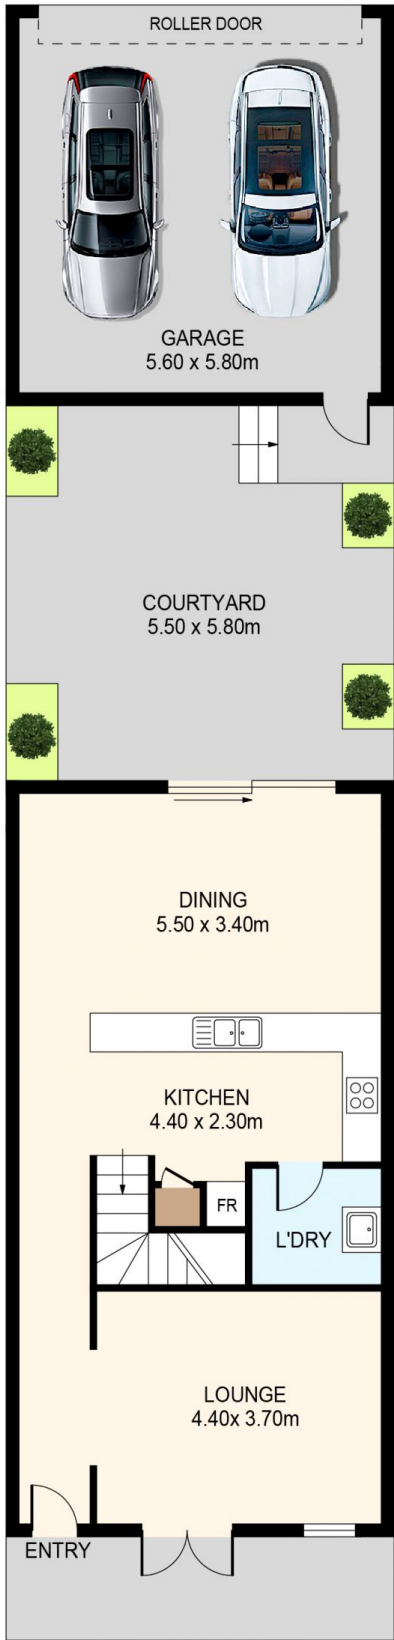 ROLLER DOOR
GARAGE
5.60 x 5.80m
COURTYARD
5.50 x 5.80m
DINING
5.50 x 3.40m
KITCHEN
4.40 x 2.30m
FR
L'DRY
LOUNGE
4.40x 3.70m
ENTRY